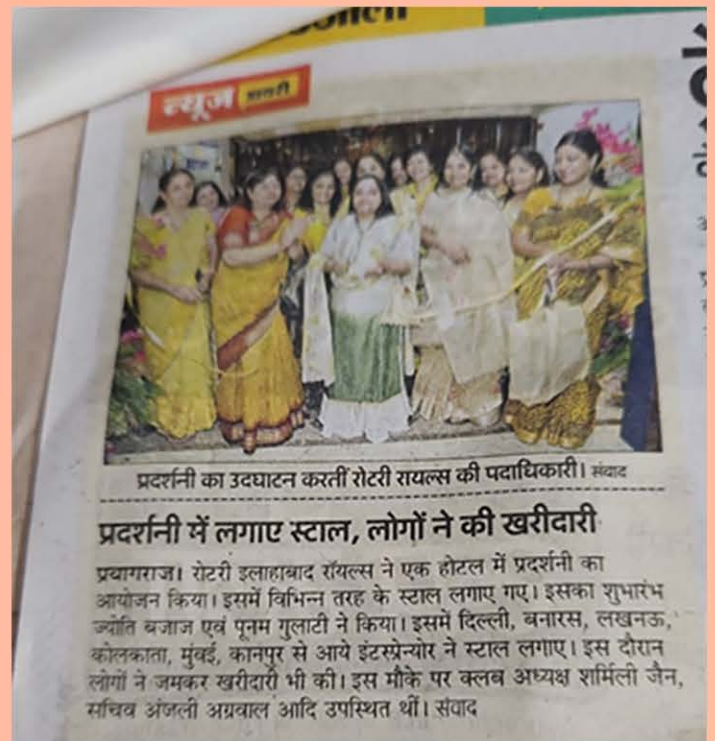 न्यूज डायरी
प्रदर्शनी का उदघाटन करतीं रोटरी रायल्स की पदाधिकारी। संवाद
प्रदर्शनी में लगाए स्टाल, लोगों ने की खरीदारी
प्रयागराज। रोटरी इलाहाबाद रॉयल्स ने एक होटल में प्रदर्शनी का
आयोजन किया। इसमें विभिन्न तरह के स्टाल लगाए गए। इसका शुभारंभ
ज्योति बजाज एवं पूनम गुलाटी ने किया। इसमें दिल्ली, बनारस, लखनऊ,
कोलकाता, मुंबई, कानपुर से आये इंटरप्रेन्योर ने स्टाल लगाए। इस दौरान
लोगों ने जमकर खरीदारी भी की। इस मौके पर क्लब अध्यक्ष शर्मिली जैन,
सचिव अंजली अग्रवाल आदि उपस्थित थीं। संवाद